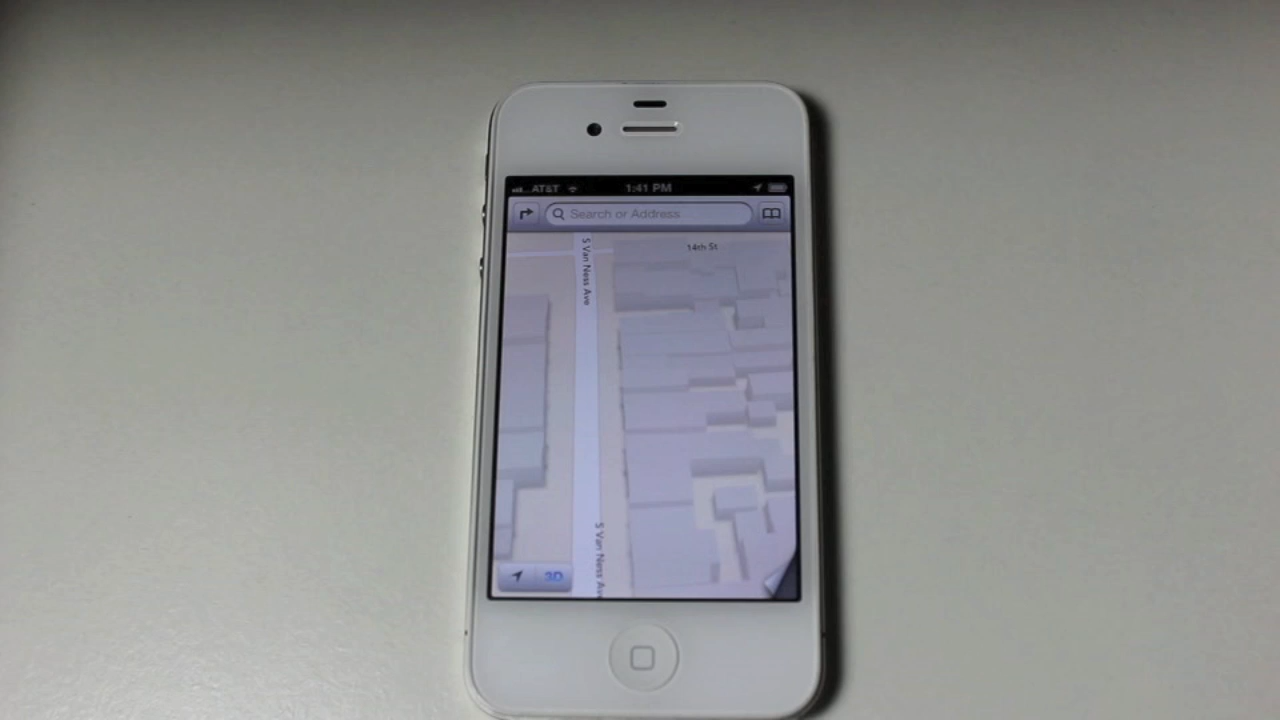 AT&T 1:41 PM
Search or Address
14th St
S Van Ness Ave
S Van Ness Ave
3D